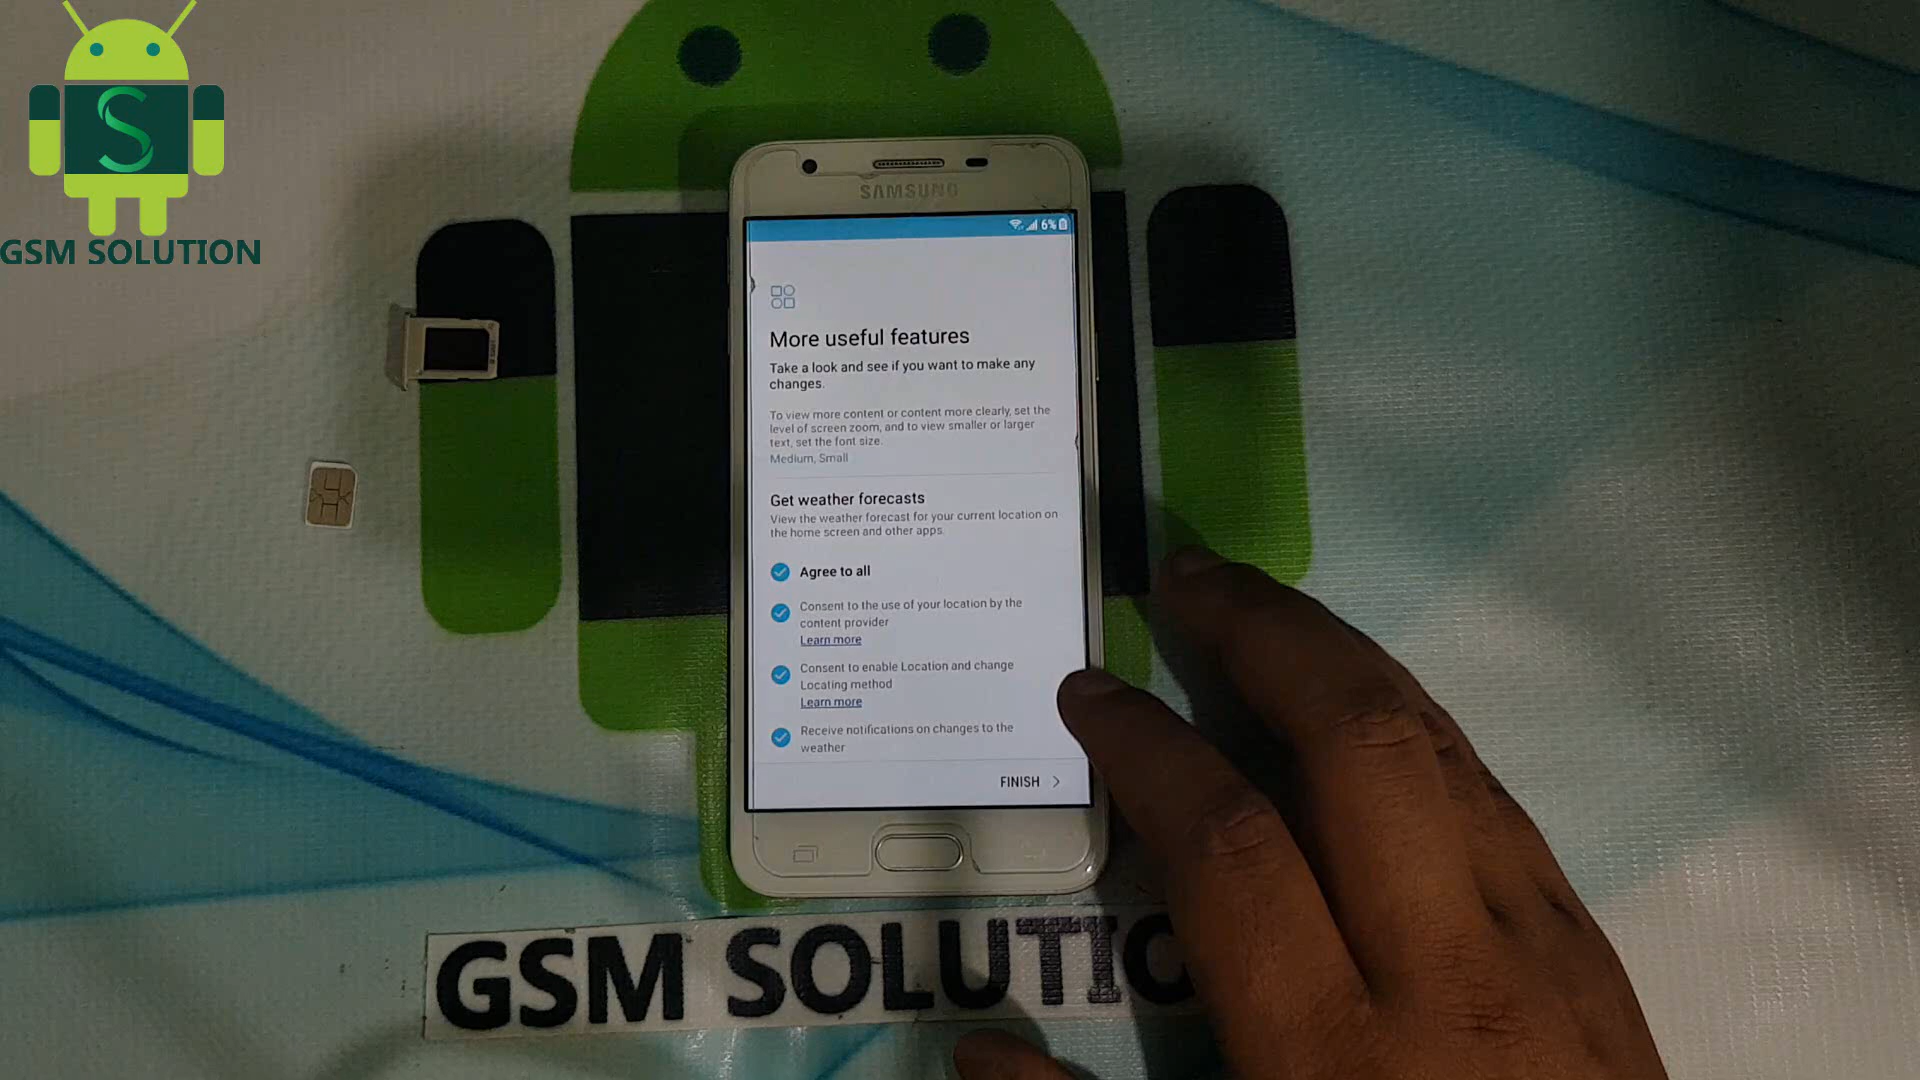 S
GSM SOLUTION
SAMSUNG
6%
More useful features
Take a look and see if you want to make any
changes.
To view more content or content more clearly, set the
level of screen zoom, and to view smaller or larger
text, set the font size.
Medium, Small
Get weather forecasts
View the weather forecast for your current location on
the home screen and other apps.
Agree to all
Consent to the use of your location by the
content provider
Learn more
Consent to enable Location and change
Locating method
Learn more
Receive notifications on changes to the
weather
FINISH
GSM SOLUTIO